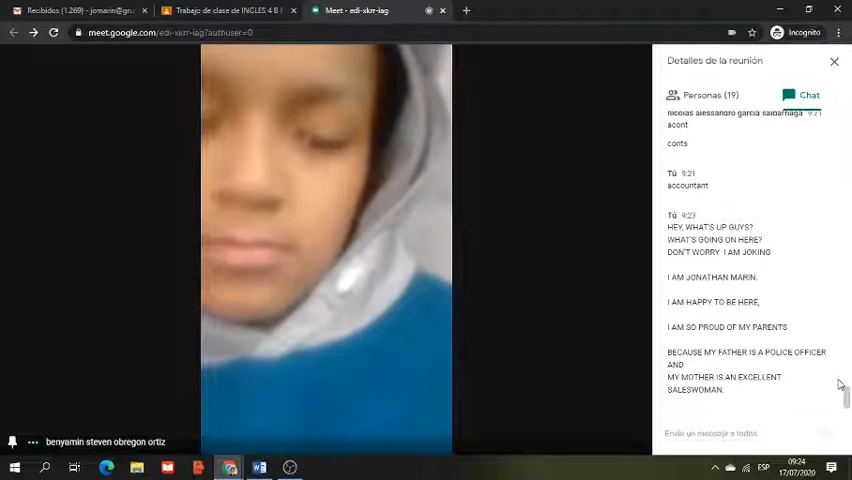 Recibidos (1.269) - jomarin@gru
Trabajo de clase de INGLES 4 B F
Meet - edi-xkrr-iag
meet.google.com/edi-xkrr-iag?authuser=0
Incognito
Detalles de la reunión
Personas (19)
Chat
nicolas alessandro garcia saldarriaga 9:21
acont
conts
Tú 9:21
accountant
Tú 9:23
HEY, WHAT'S UP GUYS?
WHAT'S GOING ON HERE?
DON'T WORRY I AM JOKING
I AM JONATHAN MARIN.
I AM HAPPY TO BE HERE,
I AM SO PROUD OF MY PARENTS
BECAUSE MY FATHER IS A POLICE OFFICER
AND
MY MOTHER IS AN EXCELLENT
SALESWOMAN.
Envía un mensaje a todos.
benyamin steven obregon ortiz
ESP
09:24
17/07/2020